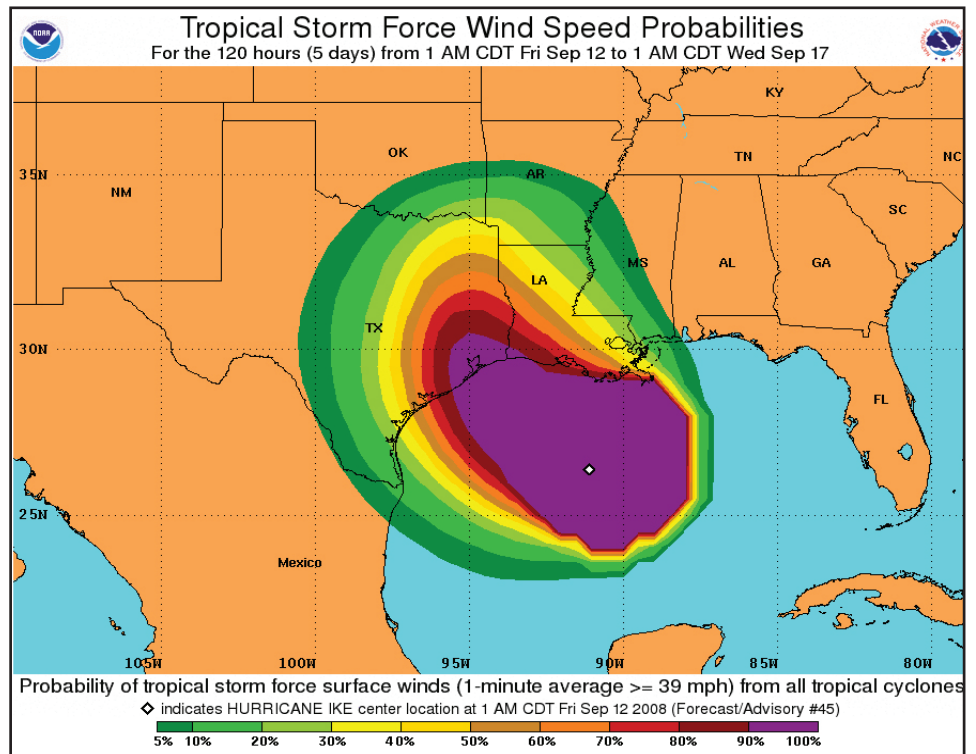 Tropical Storm Force Wind Speed Probabilities
For the 120 hours (5 days) from 1 AM CDT Fri Sep 12 to 1 AM CDT Wed Sep 17
NOAA
KY
OK
TN
NC
35N
AR
NM
SC
MS
AL
GA
LA
TX
30N
FL
25N
Mexico
105W
100W
95W
90W
85W
80W
Probability of tropical storm force surface winds (1-minute average >= 39 mph) from all tropical cyclones
indicates HURRICANE IKE center location at 1 AM CDT Fri Sep 12 2008 (Forecast/Advisory #45)
5% 10% 20% 30% 40% 50% 60% 70% 80% 90% 100%